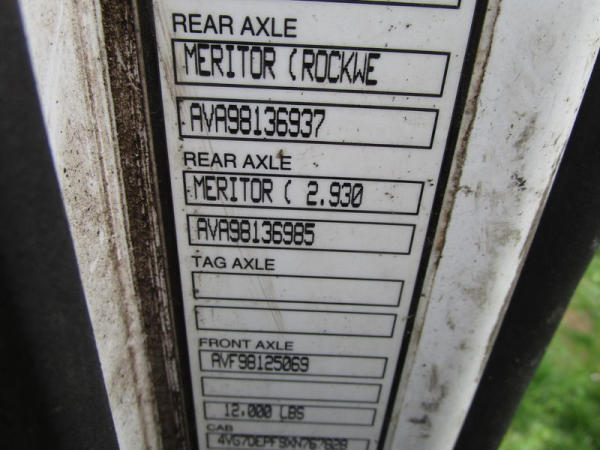 REAR AXLE
MERITOR (ROCKWE
AVA98136937
REAR AXLE
MERITOR ( 2.930
AVA98136985
TAG AXLE
FRONT AXLE
AVF98125069
12,000 LBS
CAB